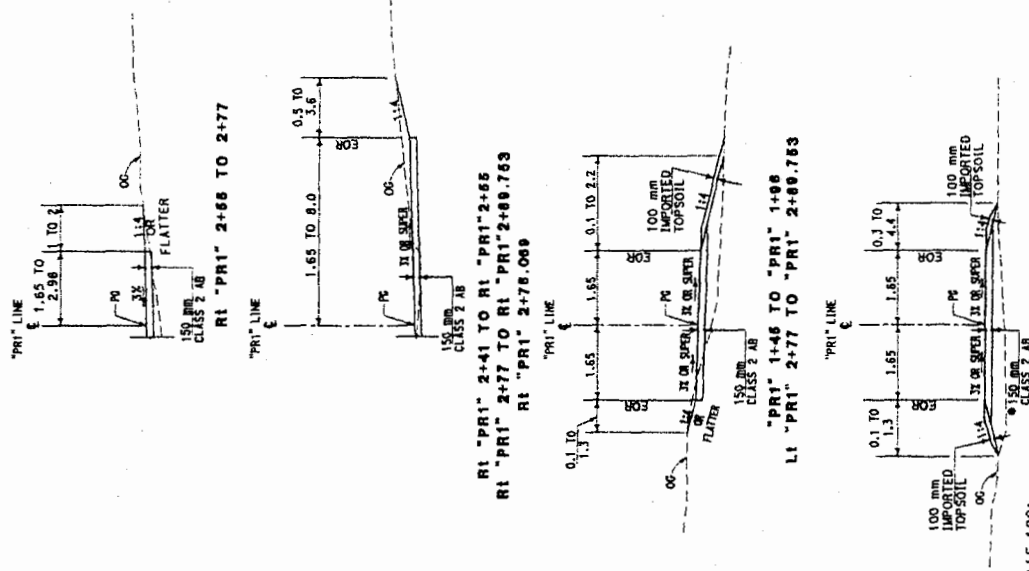 "PR1" LINE
℄
1.65 TO
2.96
1 TO 2
PG
3%
1:4
OR
FLATTER
OG
150 mm
CLASS 2 AB
Rt "PR1" 2+55 TO 2+77
"PR1" LINE
℄
1.65 TO 8.0
0.5 TO
3.6
EOR
PG
3% OR SUPER
1:4
OG
150 mm
CLASS 2 AB
Rt "PR1" 2+41 TO Rt "PR1" 2+55
Rt "PR1" 2+77 TO Rt "PR1" 2+89.753
Rt "PR1" 2+78.069
"PR1" LINE
℄
0.1 TO
1.3
1.65
1.65
0.1 TO 2.2
EOR
EOR
PG
3% OR SUPER
3% OR SUPER
1:4
OR
FLATTER
1:4
100 mm
IMPORTED
TOPSOIL
OG
150 mm
CLASS 2 AB
"PR1" 1+45 TO "PR1" 1+98
Lt "PR1" 2+77 TO "PR1" 2+89.753
"PR1" LINE
℄
0.1 TO
1.3
1.65
1.65
0.3 TO
4.4
EOR
EOR
PG
3% OR SUPER
3% OR SUPER
1:4
1:4
100 mm
IMPORTED
TOPSOIL
100 mm
IMPORTED
TOPSOIL
OG
150 mm
CLASS 2 AB